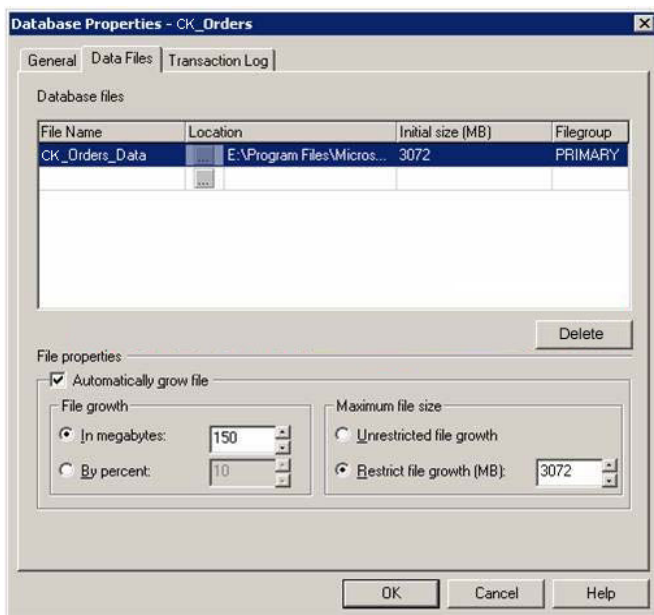 Database Properties - CK_Orders
General Data Files Transaction Log
Database files
File Name Location Initial size (MB) Filegroup
CK_Orders_Data ... E:\Program Files\Micros... 3072 PRIMARY
...
Delete
File properties
Automatically grow file
File growth Maximum file size
In megabytes: 150 Unrestricted file growth
By percent: 10 Restrict file growth (MB): 3072
OK Cancel Help